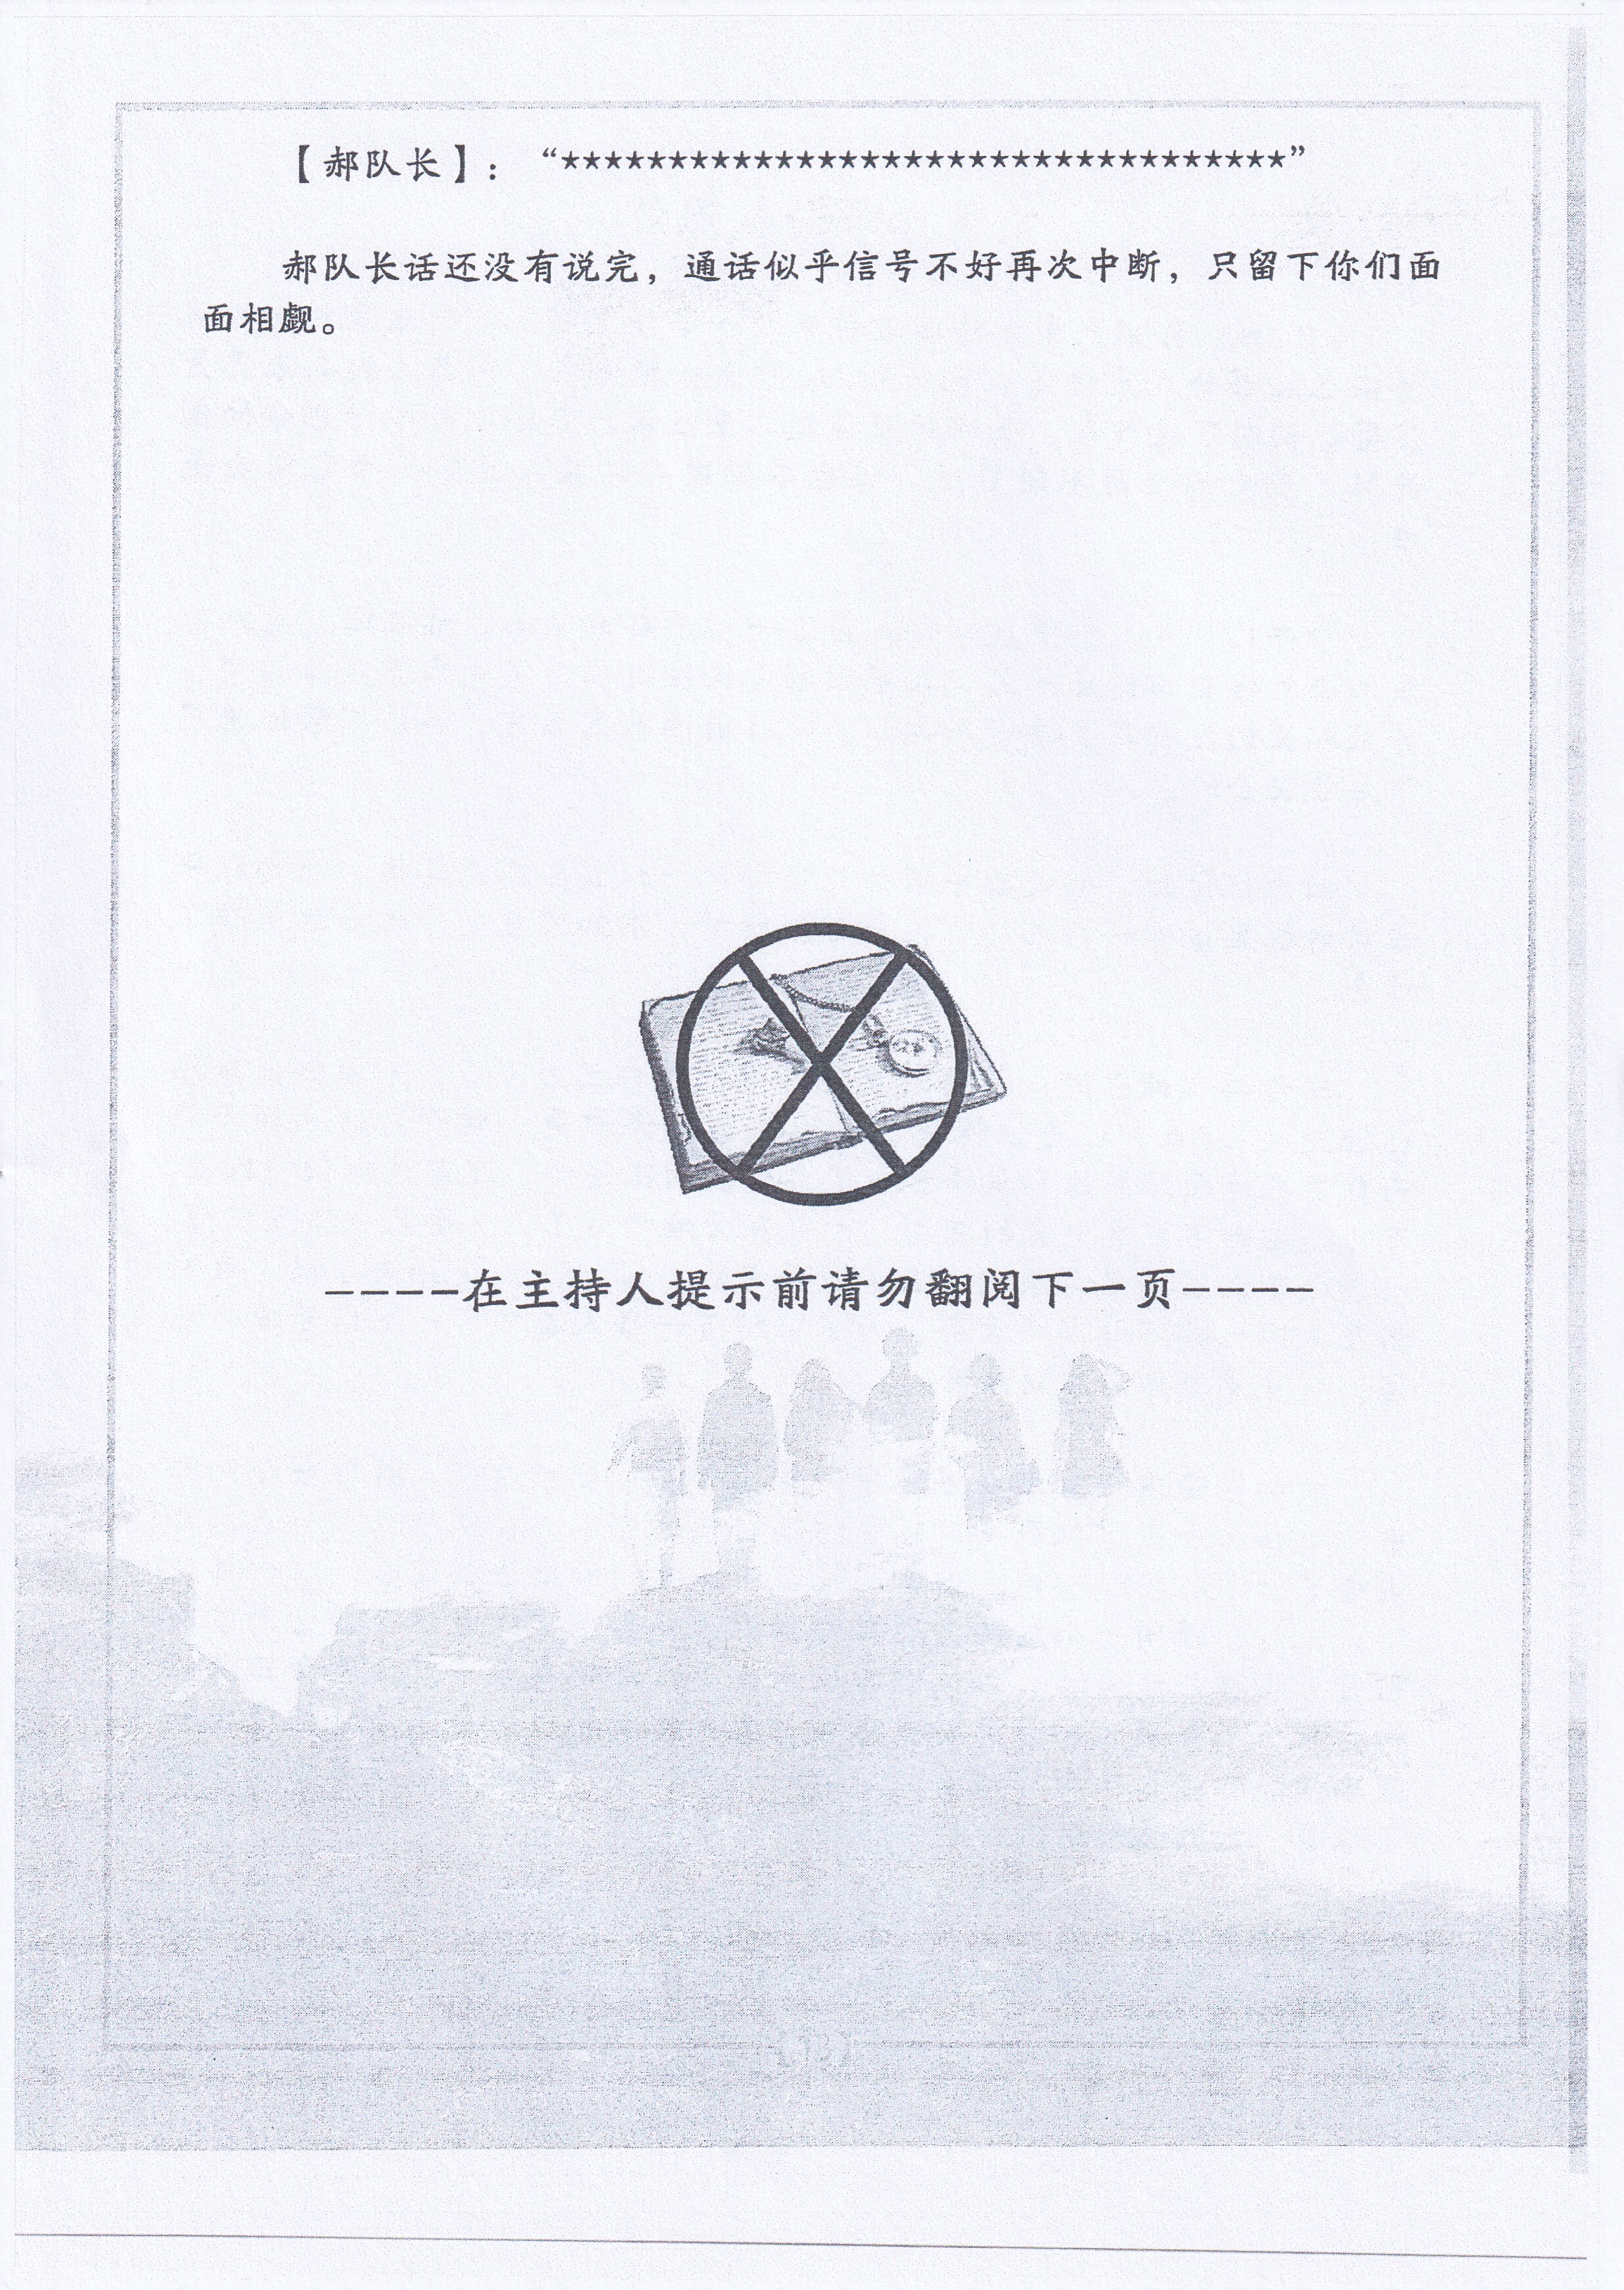 【郝队长】：“★★★★★★★★★★★★★★★★★★★★★★★★★★★★★★★★★★”
郝队长话还没有说完，通话似乎信号不好再次中断，只留下你们面
面相觑。
----在主持人提示前请勿翻阅下一页----